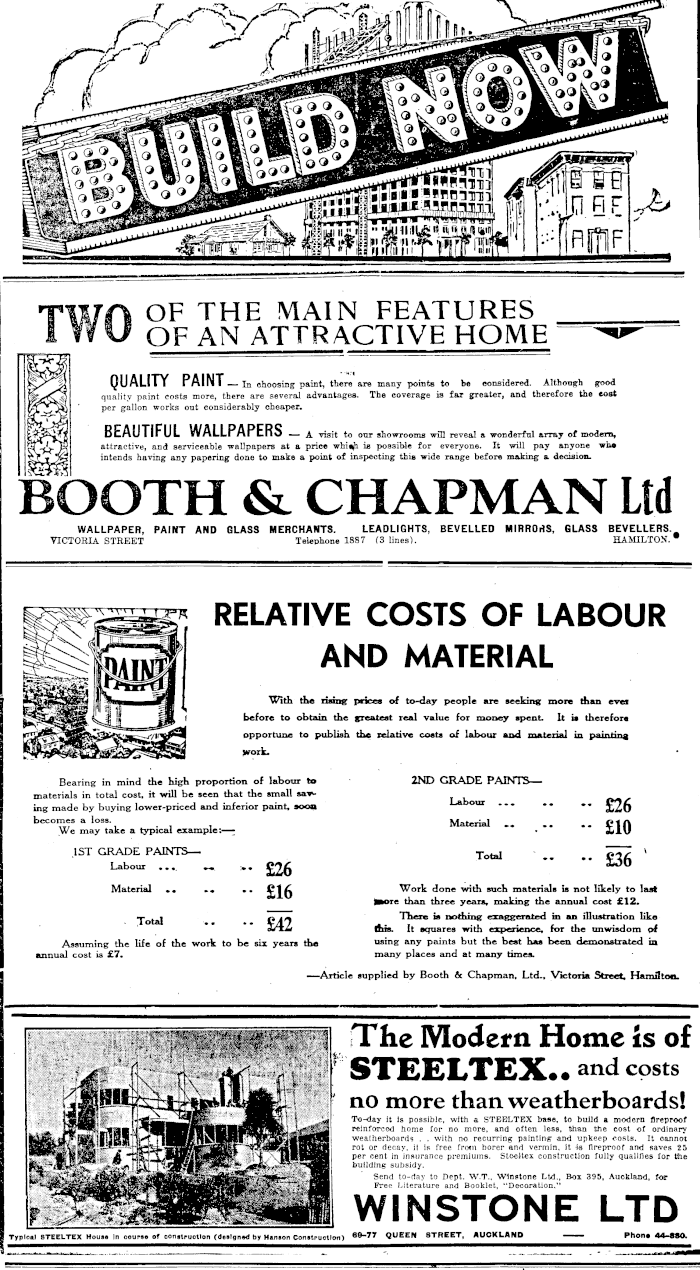 BUILD NOW
TWO OF THE MAIN FEATURES
OF AN ATTRACTIVE HOME
QUALITY PAINT — In choosing paint, there are many points to be considered. Although good
quality paint costs more, there are several advantages. The coverage is far greater, and therefore the cost
per gallon works out considerably cheaper.
BEAUTIFUL WALLPAPERS — A visit to our showrooms will reveal a wonderful array of modern,
attractive, and serviceable wallpapers at a price which is possible for everyone. It will pay anyone who
intends having any papering done to make a point of inspecting this wide range before making a decision.
BOOTH & CHAPMAN Ltd
WALLPAPER, PAINT AND GLASS MERCHANTS. LEADLIGHTS, BEVELLED MIRRORS, GLASS BEVELLERS.
VICTORIA STREET Telephone 1887 (3 lines). HAMILTON.
RELATIVE COSTS OF LABOUR
AND MATERIAL
PAINT
With the rising prices of to-day people are seeking more than ever
before to obtain the greatest real value for money spent. It is therefore
opportune to publish the relative costs of labour and material in painting
work.
Bearing in mind the high proportion of labour to
materials in total cost, it will be seen that the small sav-
ing made by buying lower-priced and inferior paint, soon
becomes a loss.
We may take a typical example:—
1ST GRADE PAINTS—
Labour ... .. .. £26
Material .. .. .. £16
Total .. .. £42
Assuming the life of the work to be six years the
annual cost is £7.
2ND GRADE PAINTS—
Labour ... .. .. £26
Material .. .. .. £10
Total .. .. £36
Work done with such materials is not likely to last
more than three years, making the annual cost £12.
There is nothing exaggerated in an illustration like
this. It squares with experience, for the unwisdom of
using any paints but the best has been demonstrated in
many places and at many times.
—Article supplied by Booth & Chapman, Ltd., Victoria Street, Hamilton.
The Modern Home is of
STEELTEX.. and costs
no more than weatherboards!
To-day it is possible, with a STEELTEX base, to build a modern fireproof
reinforced home for no more, and often less, than the cost of ordinary
weatherboards . . with no recurring painting and upkeep costs. It cannot
rot or decay, it is free from borer and vermin, it is fireproof and saves 25
per cent in insurance premiums. Steeltex construction fully qualifies for the
building subsidy.
Send to-day to Dept. W.T., Winstone Ltd., Box 395, Auckland, for
Free Literature and Booklet, "Decoration."
WINSTONE LTD
69-77 QUEEN STREET, AUCKLAND — Phone 44-880.
Typical STEELTEX House in course of construction (designed by Hanson Construction)